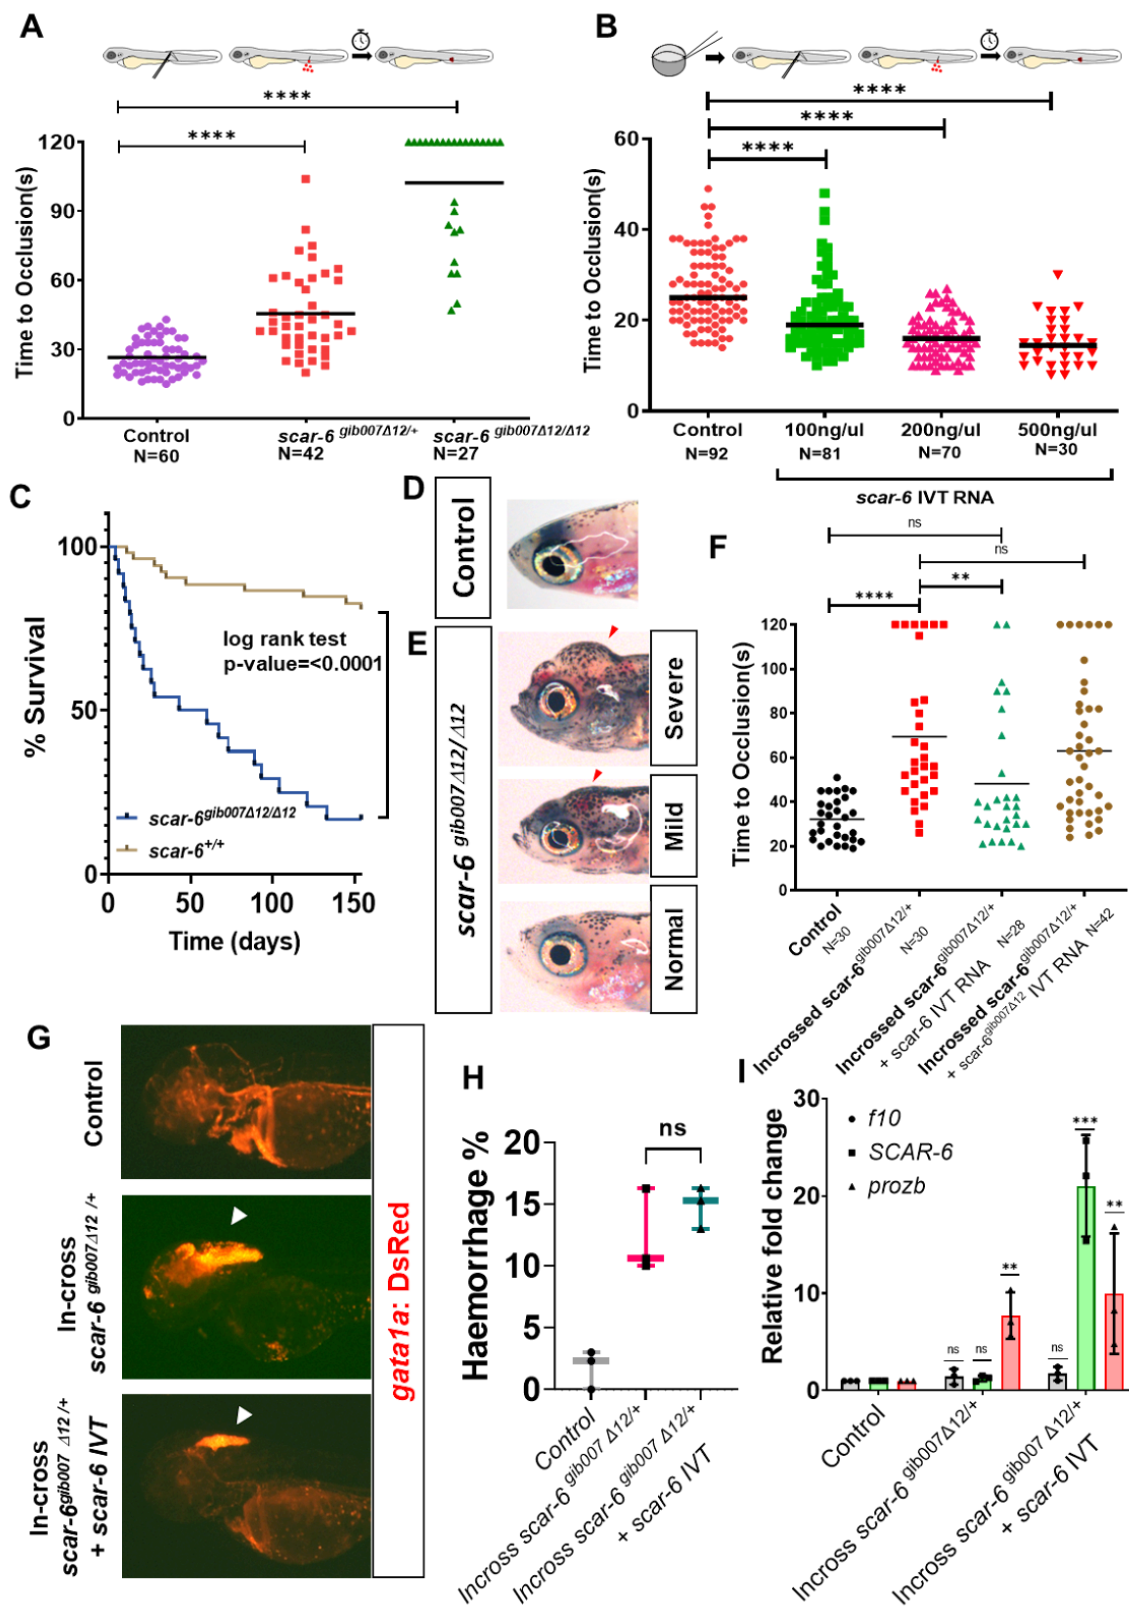 A
****
****
Time to Occlusion(s)
120
90
60
30
0
Control
N=60
scar-6 gib007Δ12/+
N=42
scar-6 gib007Δ12/Δ12
N=27
B
****
****
****
Time to Occlusion(s)
60
40
20
0
Control
N=92
100ng/ul
N=81
200ng/ul
N=70
500ng/ul
N=30
scar-6 IVT RNA
C
% Survival
100
50
0
0
50
100
150
Time (days)
log rank test
p-value=<0.0001
scar-6gib007Δ12/Δ12
scar-6+/+
D
Control
E
scar-6 gib007Δ12/Δ12
Severe
Mild
Normal
F
ns
ns
**
****
Time to Occlusion(s)
120
100
80
60
40
20
0
Control
N=30
Incrossed scar-6gib007Δ12/+
N=30
Incrossed scar-6gib007Δ12/+
+ scar-6 IVT RNA N=28
Incrossed scar-6gib007Δ12/+
+ scar-6gib007Δ12 IVT RNA N=42
G
Control
In-cross
scar-6 gib007Δ12 /+
In-cross
scar-6gib007 Δ12 /+
+ scar-6 IVT
gata1a: DsRed
H
Haemorrhage %
20
15
10
5
0
ns
Control
Incross scar-6 gib007 Δ12/+
Incross scar-6 gib007 Δ12/+
+ scar-6 IVT
I
Relative fold change
30
20
10
0
f10
SCAR-6
prozb
ns
ns
**
ns
***
**
Control
Incross scar-6 gib007Δ12/+
Incross scar-6 gib007 Δ12/+
+ scar-6 IVT